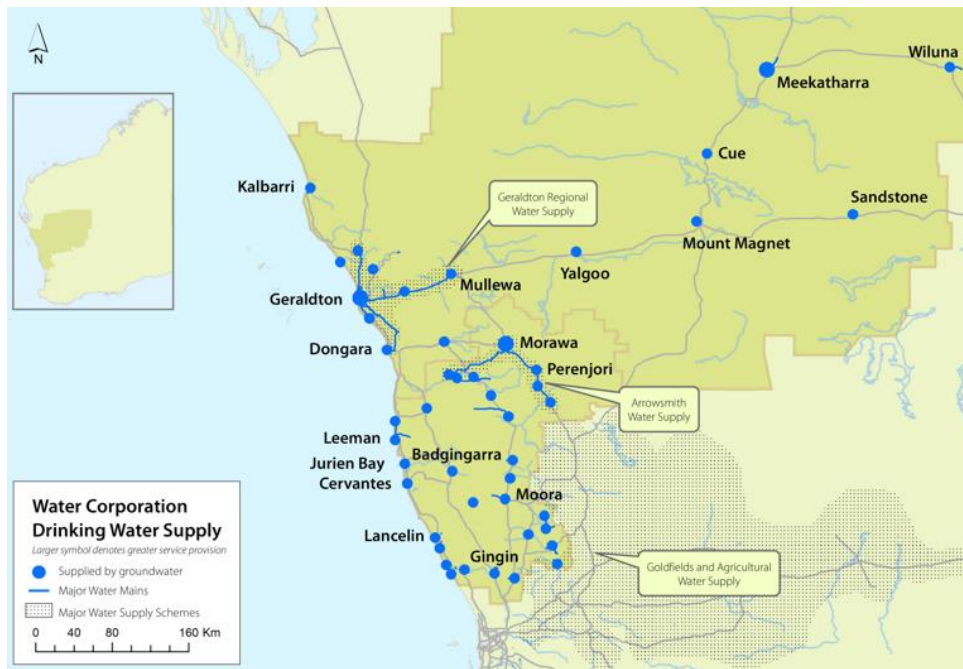 N
Wiluna
Meekatharra
Cue
Kalbarri
Sandstone
Geraldton Regional
Water Supply
Mount Magnet
Yalgoo
Mullewa
Geraldton
Dongara
Morawa
Perenjori
Arrowsmith
Water Supply
Leeman
Badgingarra
Jurien Bay
Cervantes
Moora
Lancelin
Gingin
Goldfields and Agricultural
Water Supply
Water Corporation
Drinking Water Supply
Larger symbol denotes greater service provision
Supplied by groundwater
Major Water Mains
Major Water Supply Schemes
0 40 80 160 Km